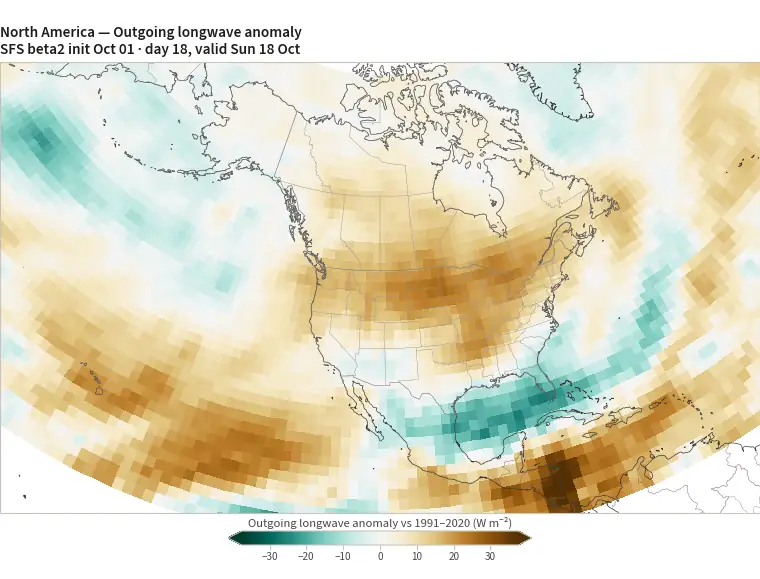 North America — Outgoing longwave anomaly
SFS beta2 init Oct 01 · day 18, valid Sun 18 Oct
Outgoing longwave anomaly vs 1991–2020 (W m⁻²)
−30 −20 −10 0 10 20 30